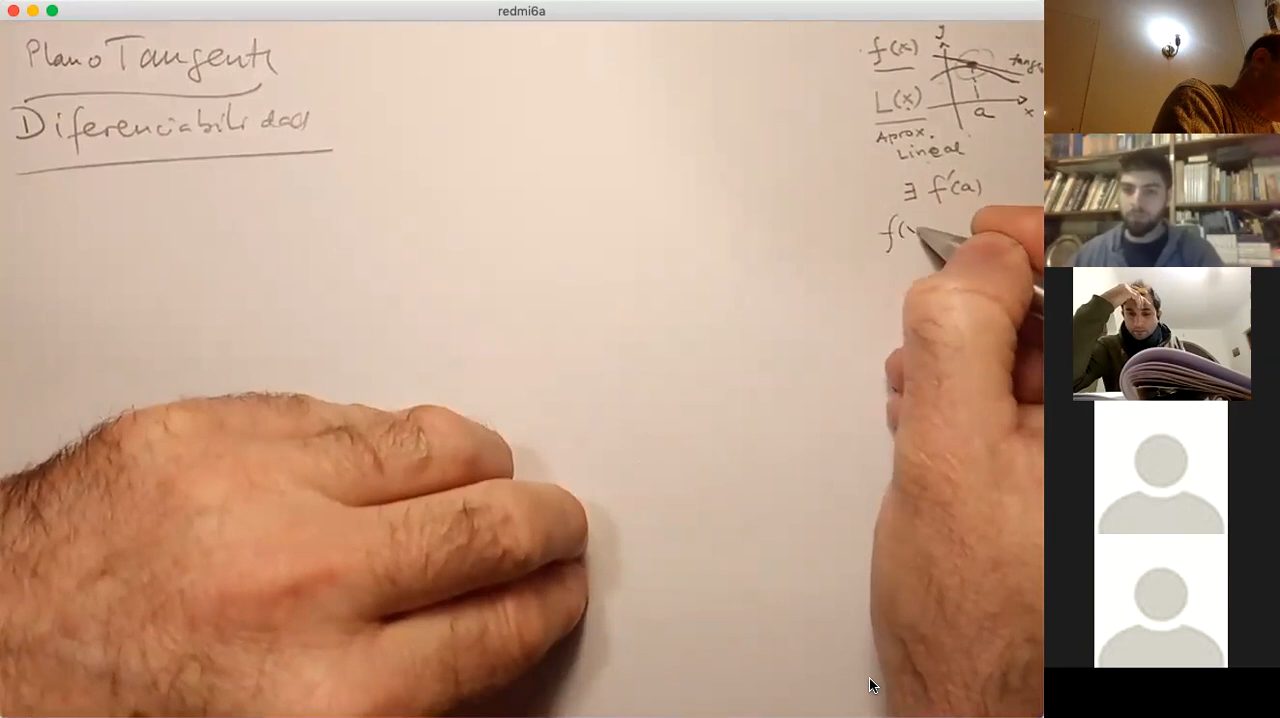 redmi6a
Plano Tangente
Diferenciabilidad
f(x)
y
L(x)
a
x
Aprox.
Lineal
∃ f'(a)
f(